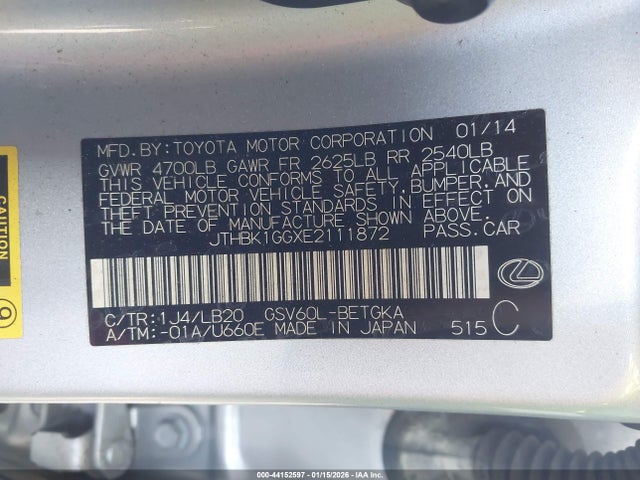 MFD. BY: TOYOTA MOTOR CORPORATION 01/14
GVWR 4700LB GAWR FR 2625LB RR 2540LB
THIS VEHICLE CONFORMS TO ALL APPLICABLE
FEDERAL MOTOR VEHICLE SAFETY, BUMPER, AND
THEFT PREVENTION STANDARDS IN EFFECT ON
THE DATE OF MANUFACTURE SHOWN ABOVE.
JTHBK1GGXE2111872 PASS. CAR
C/TR: 1J4/LB20 GSV60L-BETGKA
A/TM: -01A/U660E MADE IN JAPAN 515 C
CAUTION
000-44152597 - 01/15/2026 - IAA Inc.